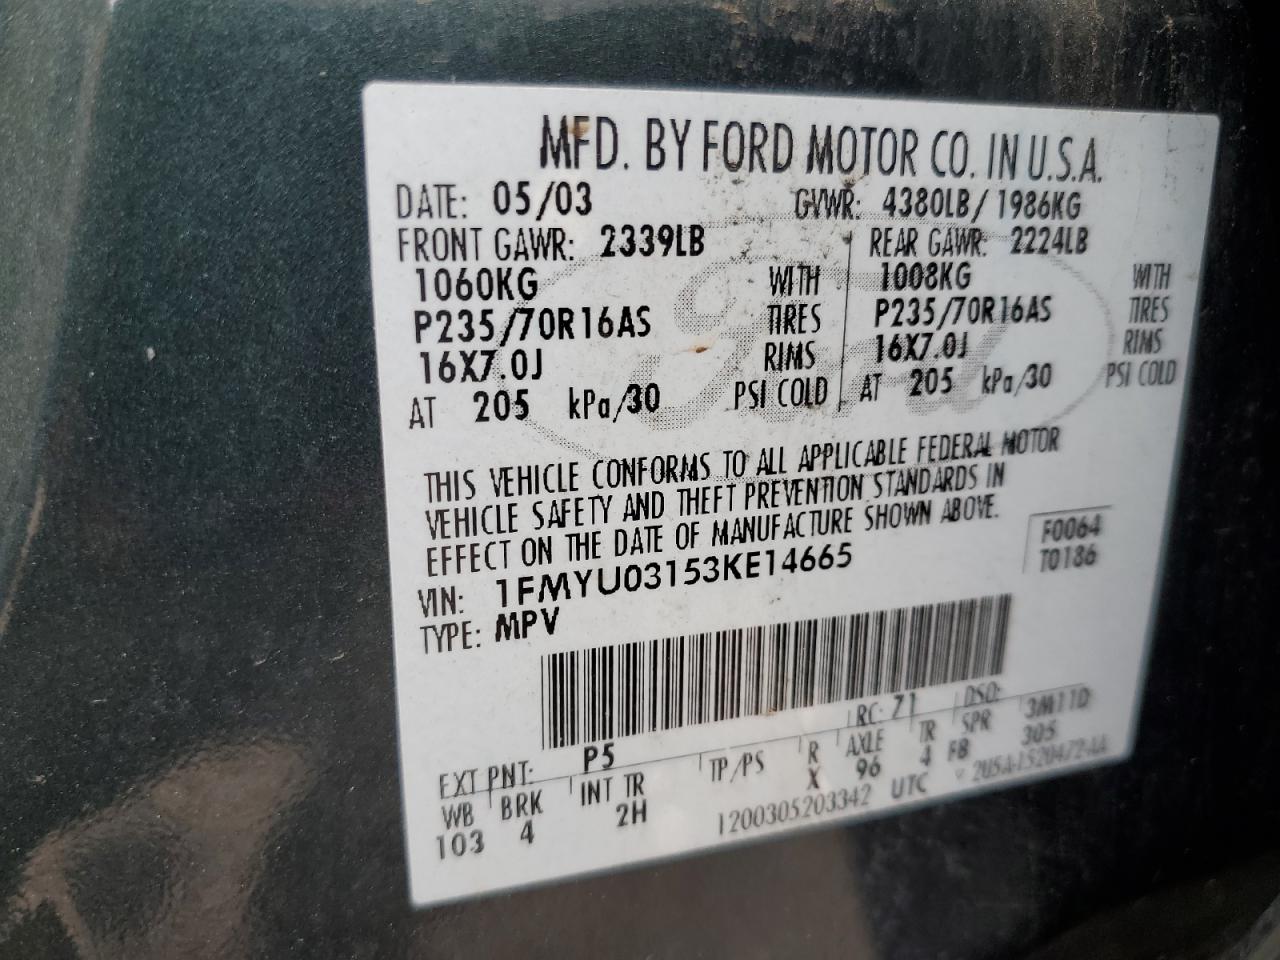 MFD. BY FORD MOTOR CO. IN U.S.A.
DATE: 05/03 GVWR: 4380LB/1986KG
FRONT GAWR: 2339LB REAR GAWR: 2224LB
1060KG WITH 1008KG WITH
P235/70R16AS TIRES P235/70R16AS TIRES
16X7.0J RIMS 16X7.0J RIMS
AT 205 kPa/30 PSI COLD AT 205 kPa/30 PSI COLD
Ford
THIS VEHICLE CONFORMS TO ALL APPLICABLE FEDERAL MOTOR
VEHICLE SAFETY AND THEFT PREVENTION STANDARDS IN
EFFECT ON THE DATE OF MANUFACTURE SHOWN ABOVE.
F0064
T0186
VIN: 1FMYU03153KE14665
TYPE: MPV
EXT PNT: P5 RC: 71 DSO:
WB BRK INT TR TP/PS R AXLE TR SPR 3M11D
103 4 2H X 96 4 FB 305
1200305203342 UTC